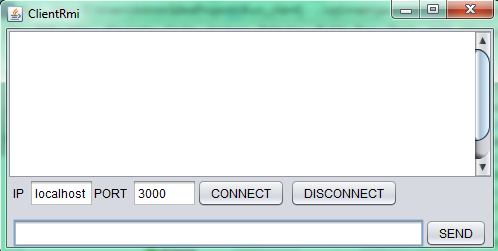 ClientRmi
IP localhost PORT 3000 CONNECT DISCONNECT
SEND